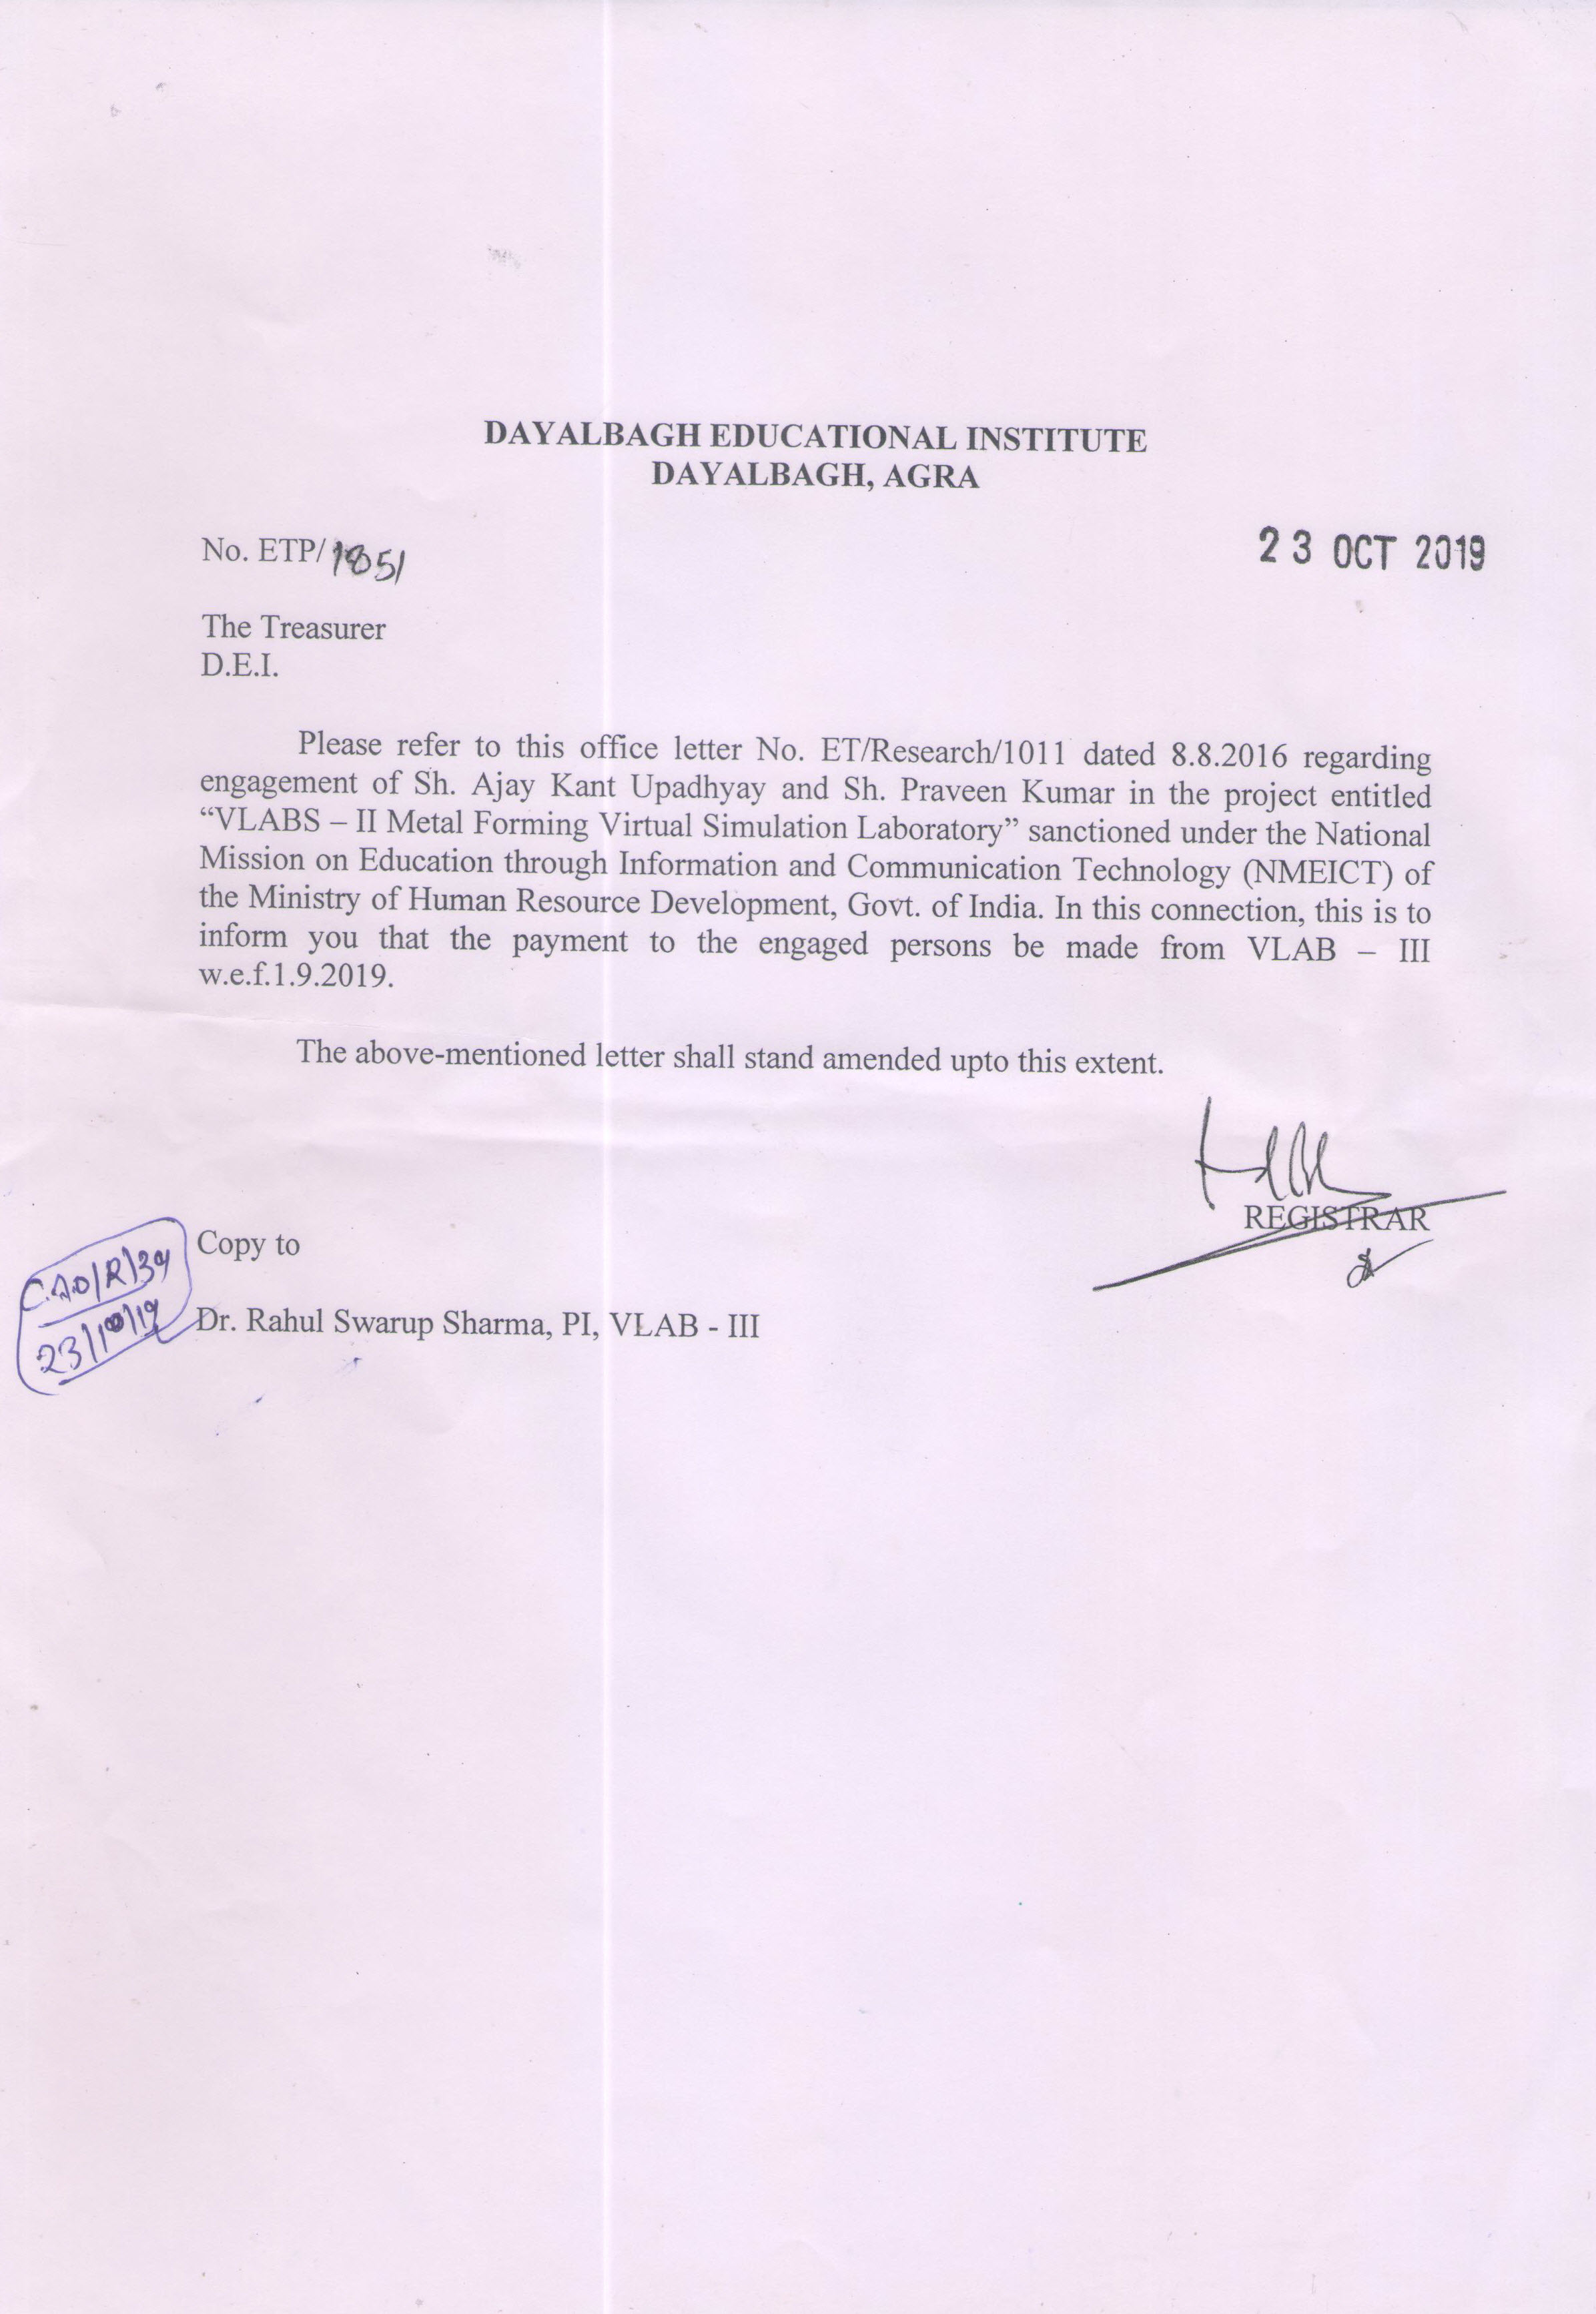 DAYALBAGH EDUCATIONAL INSTITUTE
DAYALBAGH, AGRA
No. ETP/1851
23 OCT 2019
The Treasurer
D.E.I.
Please refer to this office letter No. ET/Research/1011 dated 8.8.2016 regarding
engagement of Sh. Ajay Kant Upadhyay and Sh. Praveen Kumar in the project entitled
“VLABS – II Metal Forming Virtual Simulation Laboratory” sanctioned under the National
Mission on Education through Information and Communication Technology (NMEICT) of
the Ministry of Human Resource Development, Govt. of India. In this connection, this is to
inform you that the payment to the engaged persons be made from VLAB – III
w.e.f.1.9.2019.
The above-mentioned letter shall stand amended upto this extent.
REGISTRAR
Copy to
C.A.O/R/39
23/10/19
Dr. Rahul Swarup Sharma, PI, VLAB - III